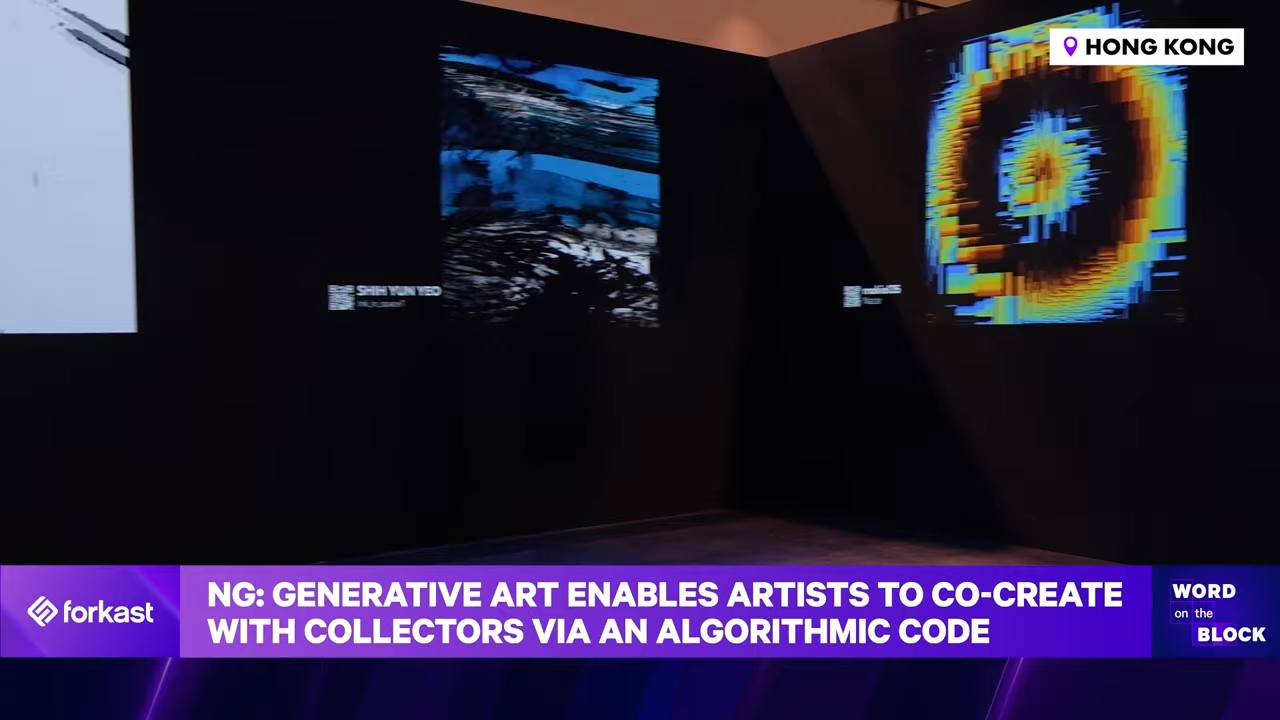 HONG KONG
SHIH YUN YEO
forkast
NG: GENERATIVE ART ENABLES ARTISTS TO CO-CREATE
WITH COLLECTORS VIA AN ALGORITHMIC CODE
WORD
on the
BLOCK